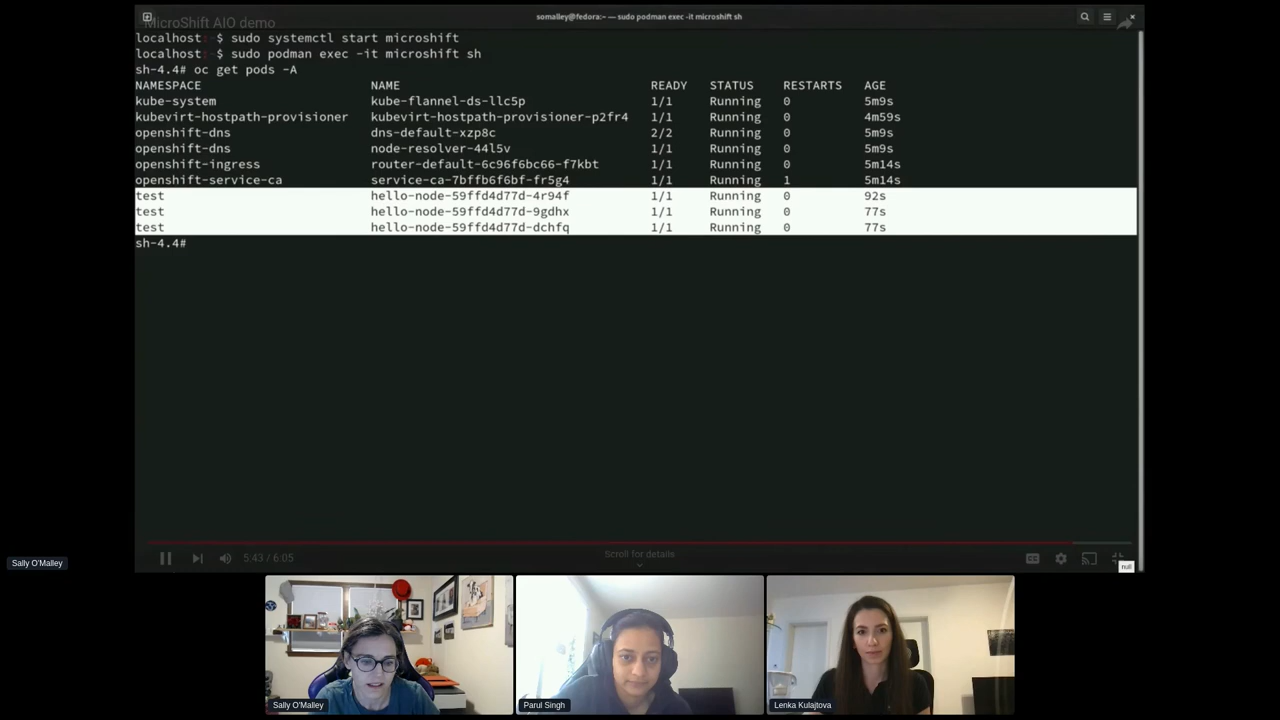 MicroShift AIO demo
somalley@fedora:~ — sudo podman exec -it microshift sh
localhost:~$ sudo systemctl start microshift
localhost:~$ sudo podman exec -it microshift sh
sh-4.4# oc get pods -A
NAMESPACE NAME READY STATUS RESTARTS AGE
kube-system kube-flannel-ds-llc5p 1/1 Running 0 5m9s
kubevirt-hostpath-provisioner kubevirt-hostpath-provisioner-p2fr4 1/1 Running 0 4m59s
openshift-dns dns-default-xzp8c 2/2 Running 0 5m9s
openshift-dns node-resolver-44l5v 1/1 Running 0 5m9s
openshift-ingress router-default-6c96f6bc66-f7kbt 1/1 Running 0 5m14s
openshift-service-ca service-ca-7bffb6f6bf-fr5g4 1/1 Running 1 5m14s
test hello-node-59ffd4d77d-4r94f 1/1 Running 0 92s
test hello-node-59ffd4d77d-9gdhx 1/1 Running 0 77s
test hello-node-59ffd4d77d-dchfq 1/1 Running 0 77s
sh-4.4#
5:43 / 6:05
Scroll for details
null
Sally O'Malley
Sally O'Malley
Parul Singh
Lenka Kulajtova